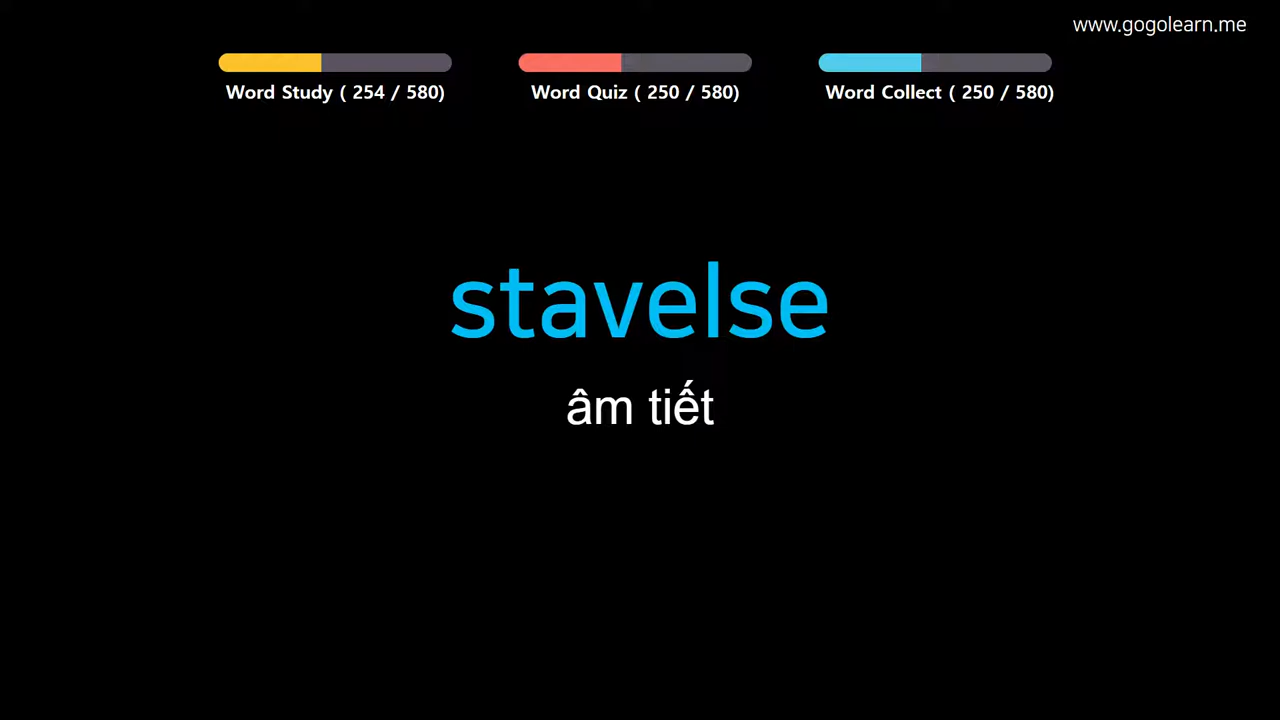 www.gogolearn.me
Word Study ( 254 / 580)
Word Quiz ( 250 / 580)
Word Collect ( 250 / 580)
stavelse
âm tiết